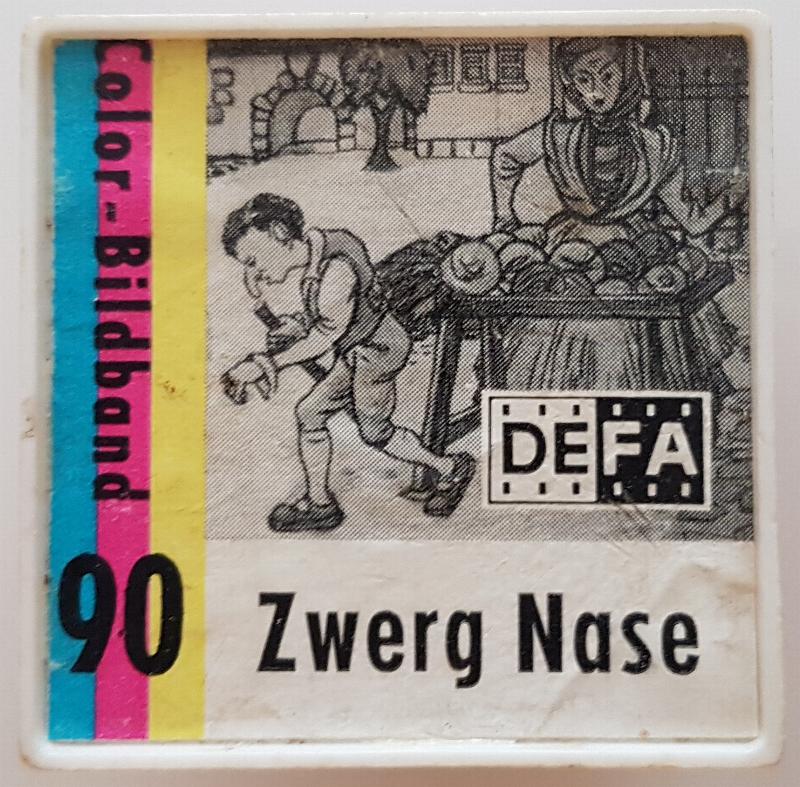 Color-Bildband
DEFA
90
Zwerg Nase